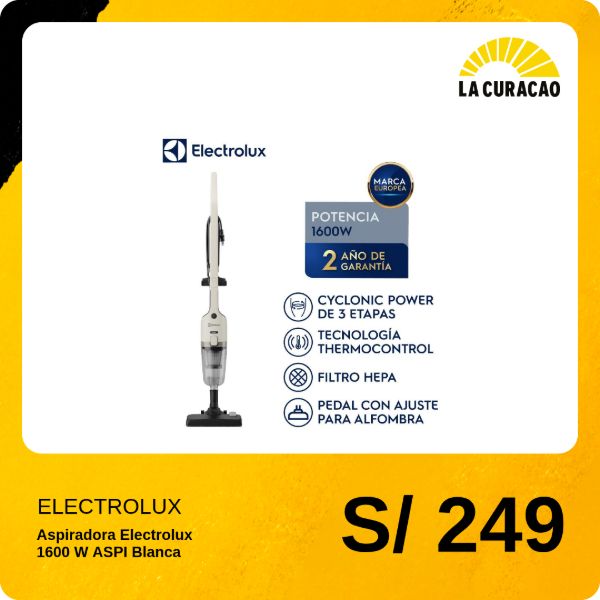 LA CURACAO
Electrolux
MARCA
EUROPEA
POTENCIA
1600W
2 AÑO DE
GARANTÍA
CYCLONIC POWER
DE 3 ETAPAS
TECNOLOGÍA
THERMOCONTROL
FILTRO HEPA
PEDAL CON AJUSTE
PARA ALFOMBRA
Electrolux
ELECTROLUX
Aspiradora Electrolux
1600 W ASPI Blanca
S/ 249